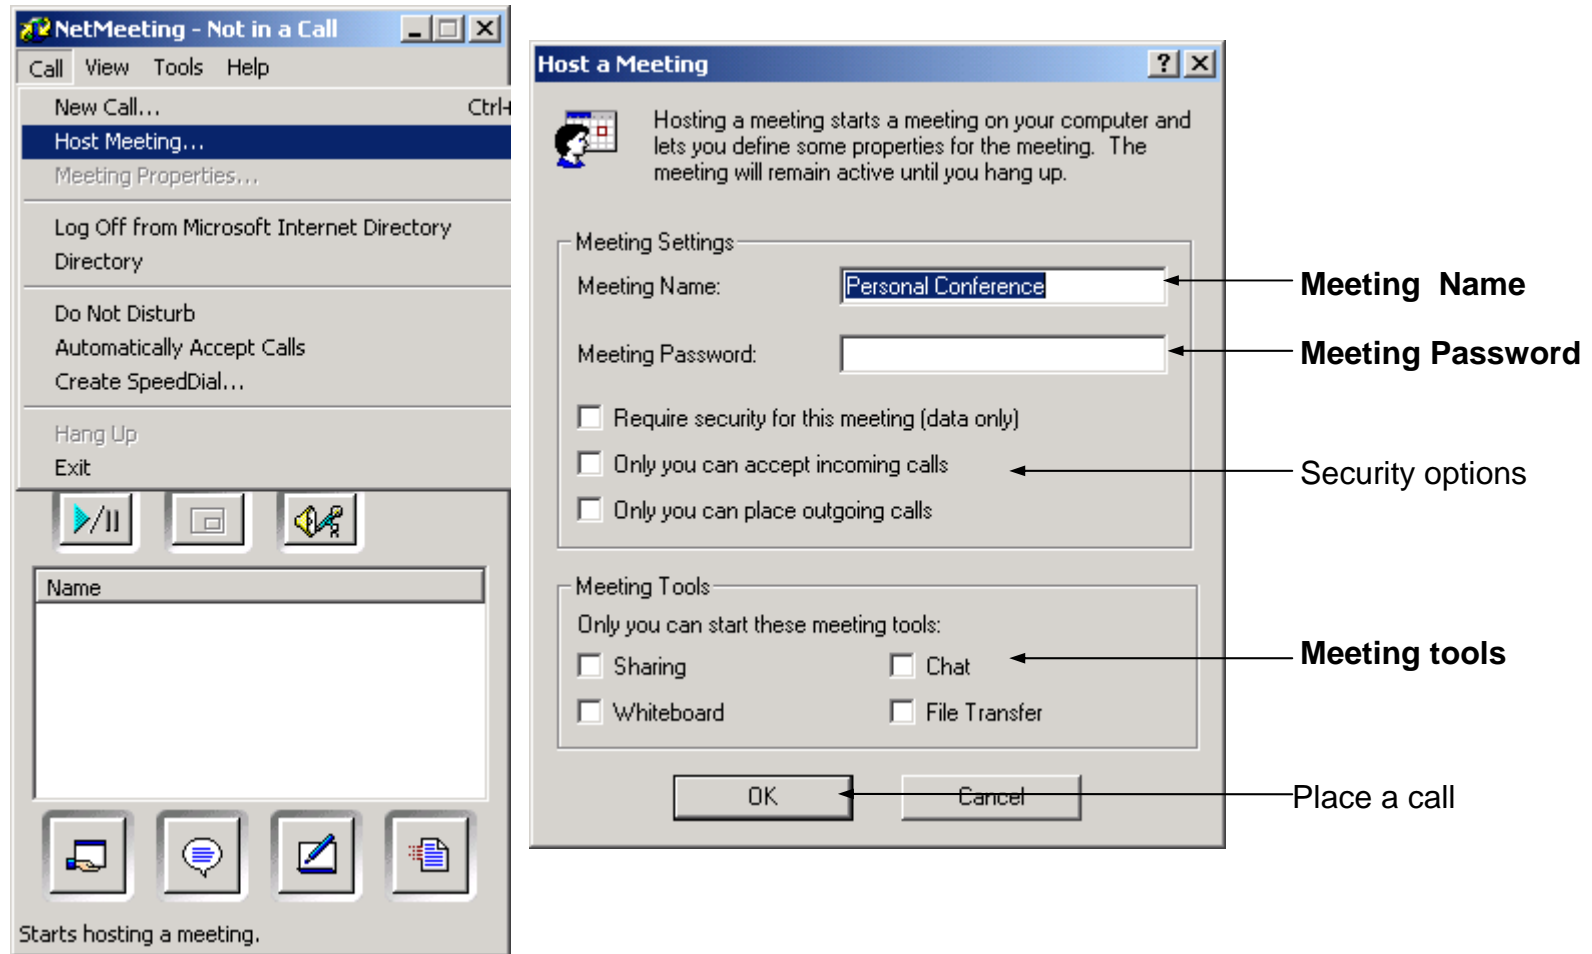 NetMeeting - Not in a Call
Call View Tools Help
New Call... Ctrl+
Host Meeting...
Meeting Properties...
Log Off from Microsoft Internet Directory
Directory
Do Not Disturb
Automatically Accept Calls
Create SpeedDial...
Hang Up
Exit
Name
Starts hosting a meeting.
Host a Meeting
Hosting a meeting starts a meeting on your computer and
lets you define some properties for the meeting. The
meeting will remain active until you hang up.
Meeting Settings
Meeting Name: Personal Conference
Meeting Password:
Require security for this meeting (data only)
Only you can accept incoming calls
Only you can place outgoing calls
Meeting Tools
Only you can start these meeting tools:
Sharing Chat
Whiteboard File Transfer
OK Cancel
Meeting Name
Meeting Password
Security options
Meeting tools
Place a call